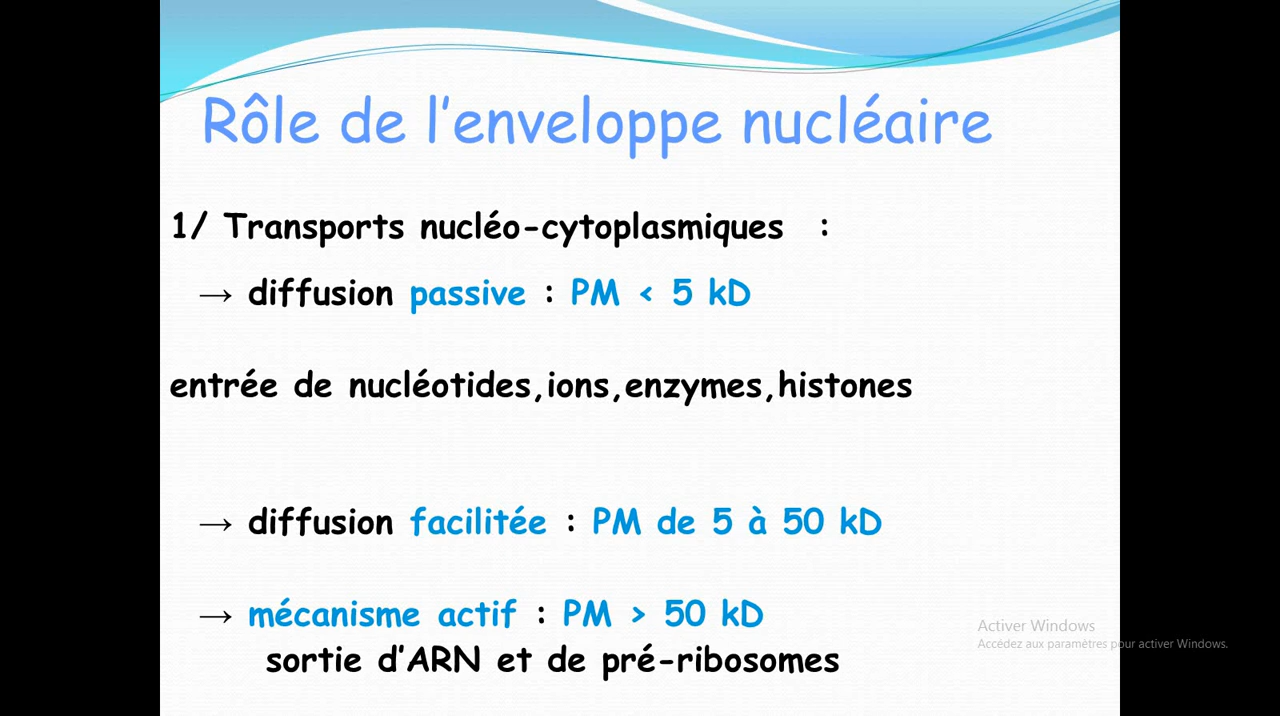 Rôle de l’enveloppe nucléaire
1/ Transports nucléo-cytoplasmiques :
→ diffusion passive : PM < 5 kD
entrée de nucléotides,ions,enzymes,histones
→ diffusion facilitée : PM de 5 à 50 kD
→ mécanisme actif : PM > 50 kD
sortie d’ARN et de pré-ribosomes
Activer Windows
Accédez aux paramètres pour activer Windows.